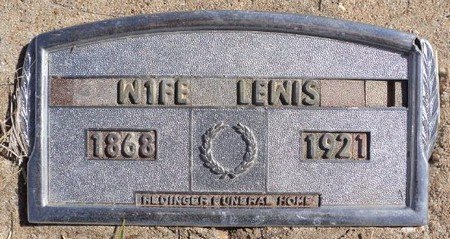 WIFE LEWIS
1868 1921
REDINGER FUNERAL HOME